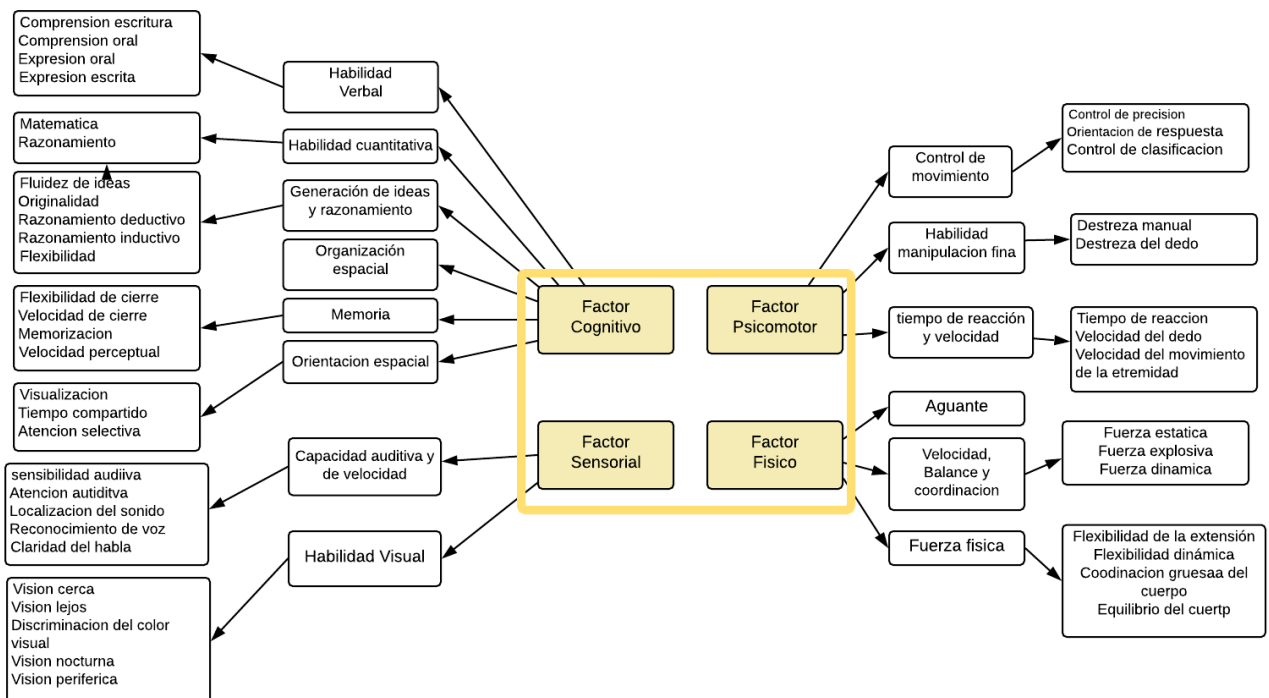 Comprension escritura
Comprension oral
Expresion oral
Expresion escrita
Habilidad
Verbal
Matematica
Razonamiento
Habilidad cuantitativa
Fluidez de ideas
Originalidad
Razonamiento deductivo
Razonamiento inductivo
Flexibilidad
Generación de ideas
y razonamiento
Organización
espacial
Flexibilidad de cierre
Velocidad de cierre
Memorizacion
Velocidad perceptual
Memoria
Orientacion espacial
Visualizacion
Tiempo compartido
Atencion selectiva
Factor
Cognitivo
Factor
Psicomotor
Factor
Sensorial
Factor
Fisico
Capacidad auditiva y
de velocidad
sensibilidad audiiva
Atencion autiditva
Localizacion del sonido
Reconocimiento de voz
Claridad del habla
Habilidad Visual
Vision cerca
Vision lejos
Discriminacion del color
visual
Vision nocturna
Vision periferica
Control de
movimiento
Control de precision
Orientacion de respuesta
Control de clasificacion
Habilidad
manipulacion fina
Destreza manual
Destreza del dedo
tiempo de reacción
y velocidad
Tiempo de reaccion
Velocidad del dedo
Velocidad del movimiento
de la etremidad
Aguante
Velocidad,
Balance y
coordinacion
Fuerza estatica
Fuerza explosiva
Fuerza dinamica
Fuerza fisica
Flexibilidad de la extensión
Flexibilidad dinámica
Coodinacion gruesaa del
cuerpo
Equilibrio del cuertp